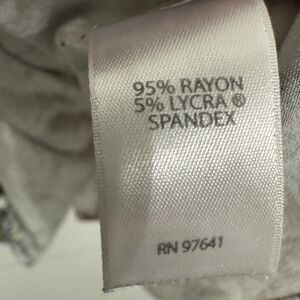 95% RAYON
5% LYCRA ®
SPANDEX
RN 97641